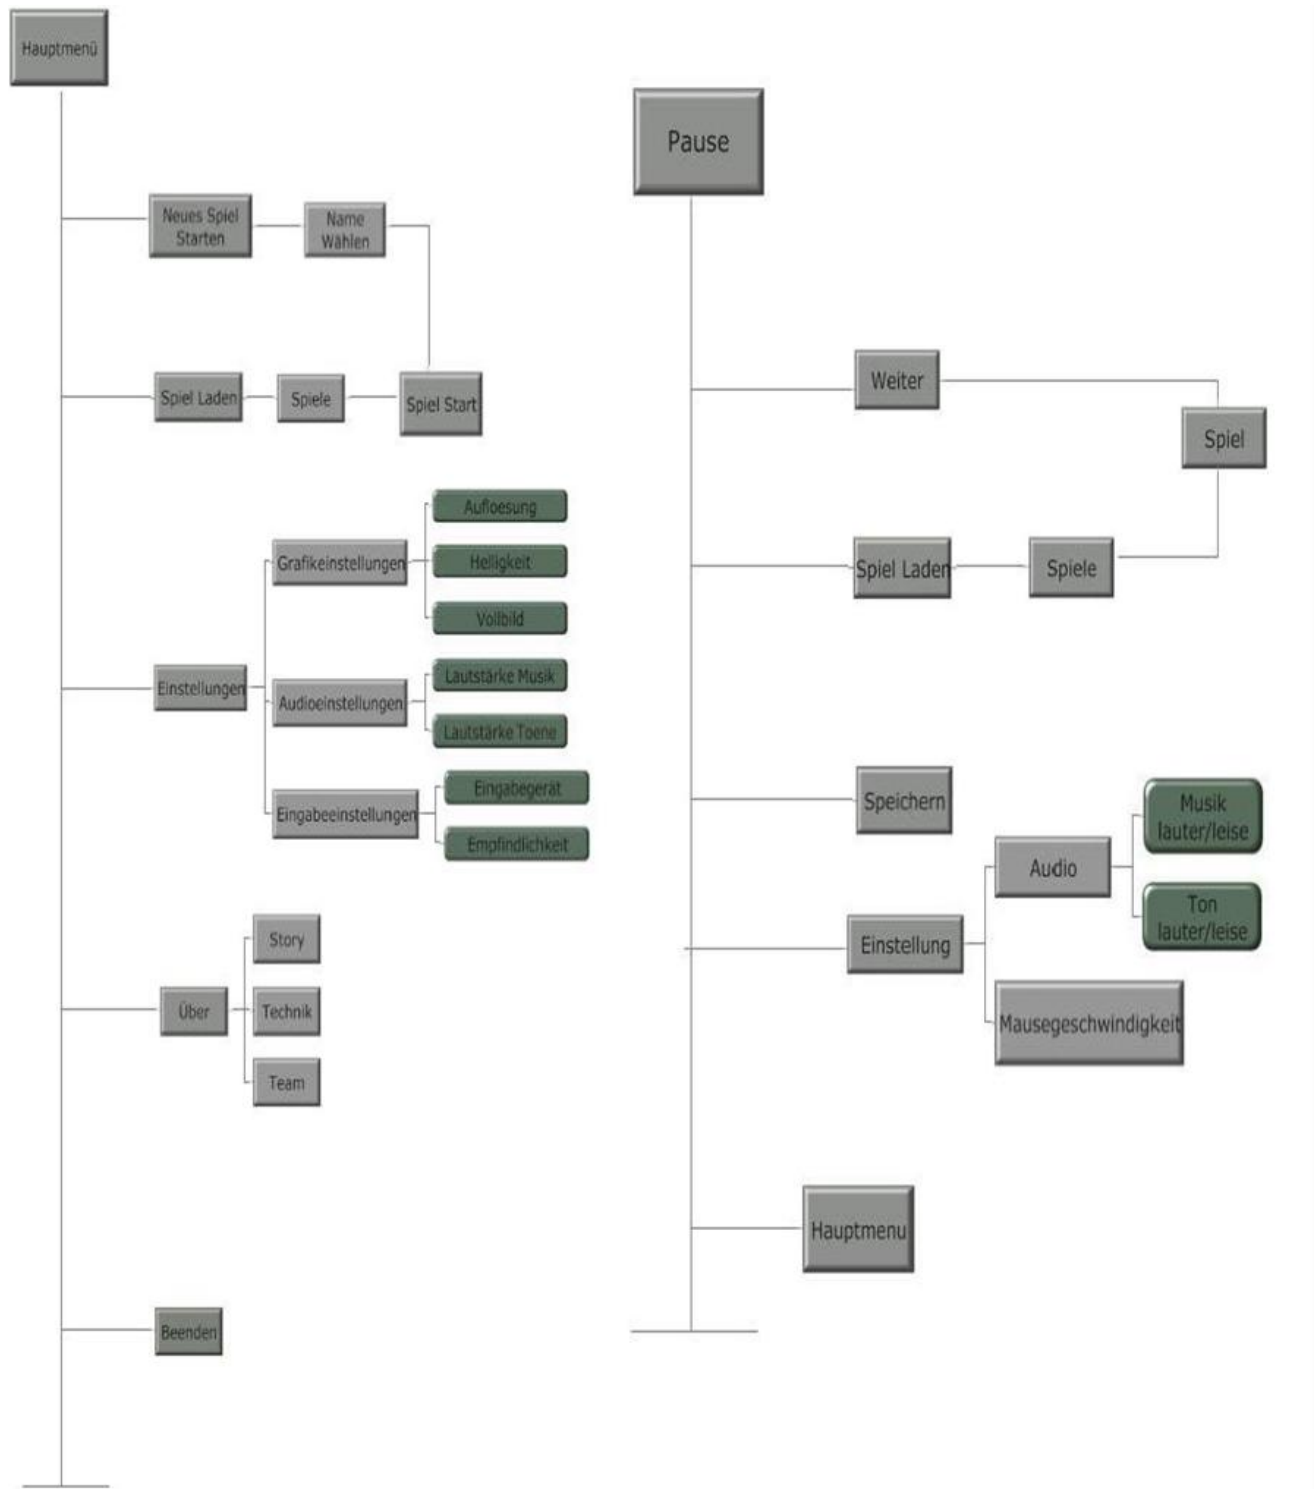 Hauptmenü
Neues Spiel
Starten
Name
Wählen
Spiel Laden
Spiele
Spiel Start
Einstellungen
Grafikeinstellungen
Aufloesung
Helligkeit
Vollbild
Audioeinstellungen
Lautstärke Musik
Lautstärke Toene
Eingabeeinstellungen
Eingabegerät
Empfindlichkeit
Über
Story
Technik
Team
Beenden
Pause
Weiter
Spiel
Spiel Laden
Spiele
Speichern
Einstellung
Audio
Musik
lauter/leise
Ton
lauter/leise
Mausegeschwindigkeit
Hauptmenu